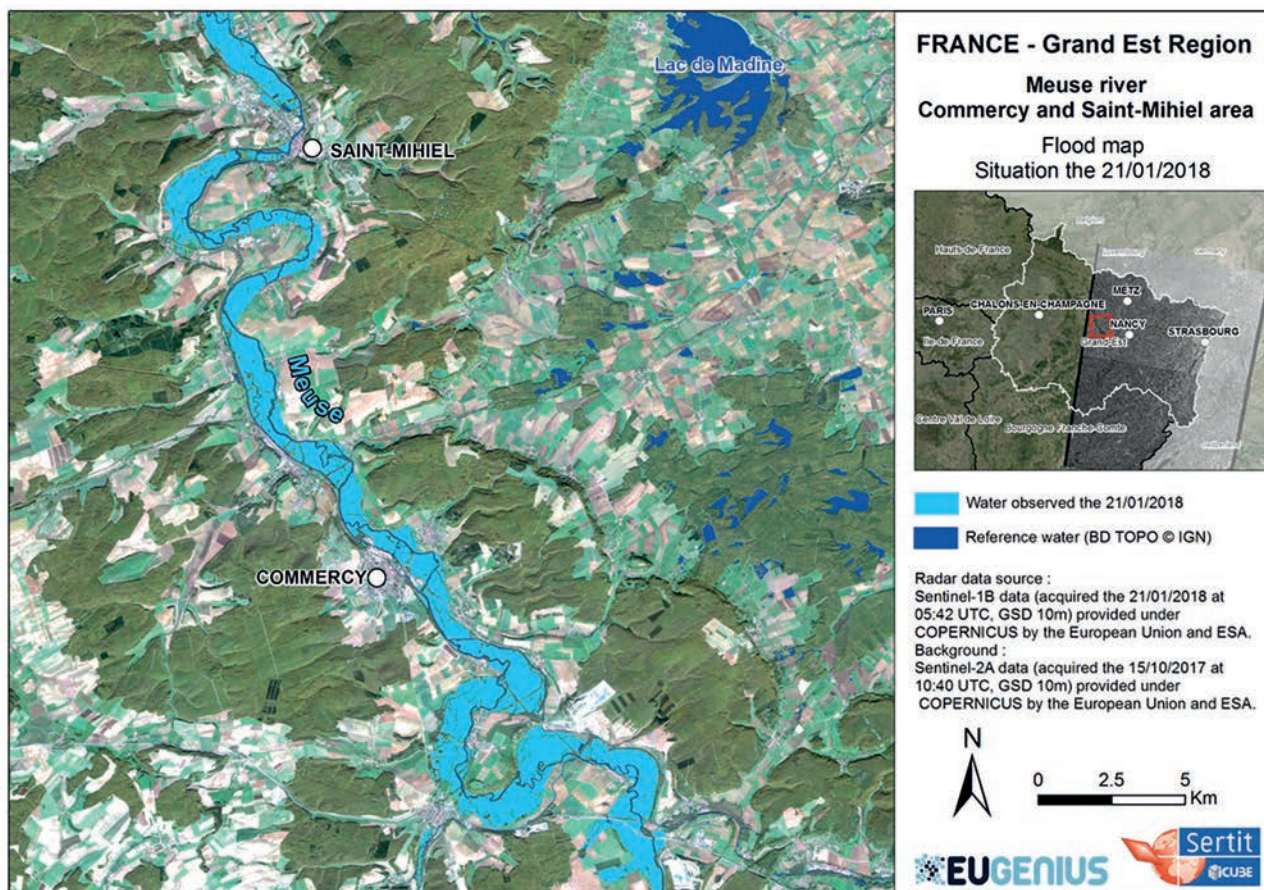 Lac de Madine
SAINT-MIHIEL
Meuse
COMMERCY
FRANCE - Grand Est Region
Meuse river
Commercy and Saint-Mihiel area
Flood map
Situation the 21/01/2018
Belgium
Hauts-de-France
Luxembourg
Germany
METZ
CHALONS-EN-CHAMPAGNE
PARIS
NANCY
STRASBOURG
Ile-de-France
Grand-Est
Centre Val de Loire
Bourgogne Franche-Comte
Switzerland
Water observed the 21/01/2018
Reference water (BD TOPO © IGN)
Radar data source :
Sentinel-1B data (acquired the 21/01/2018 at
05:42 UTC, GSD 10m) provided under
COPERNICUS by the European Union and ESA.
Background :
Sentinel-2A data (acquired the 15/10/2017 at
10:40 UTC, GSD 10m) provided under
COPERNICUS by the European Union and ESA.
N
0 2.5 5
Km
EUGENIUS
Sertit
iCUBE